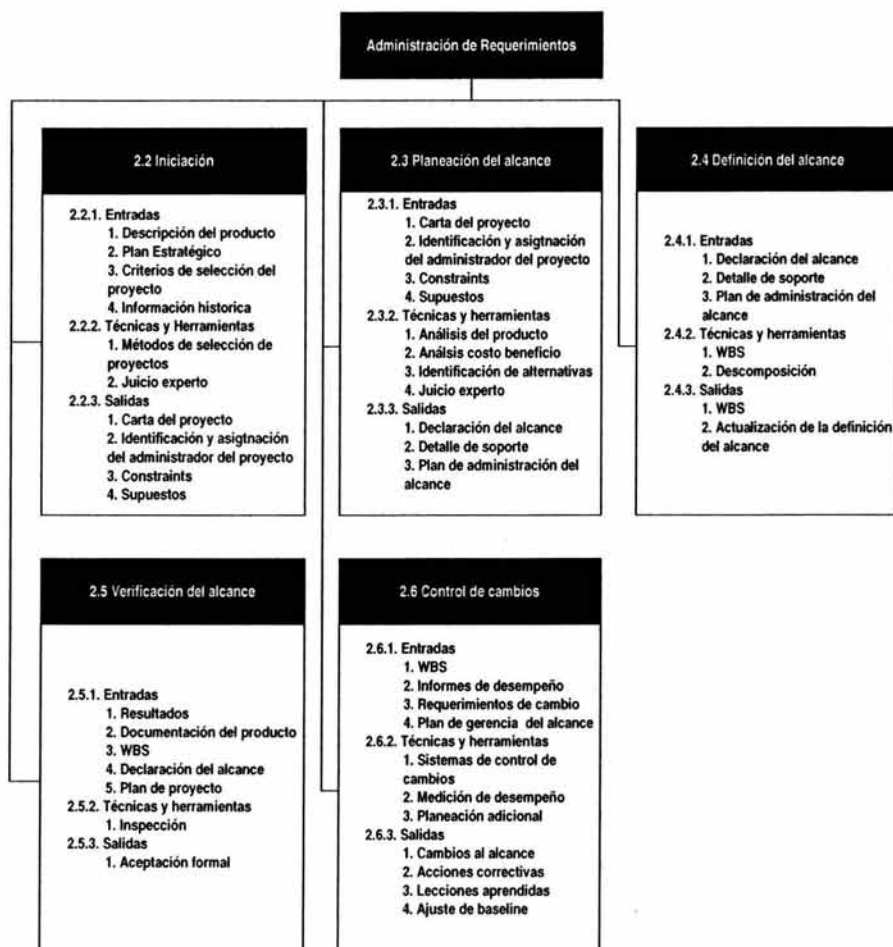 Administración de Requerimientos
2.2 Iniciación
2.2.1. Entradas
1. Descripción del producto
2. Plan Estratégico
3. Criterios de selección del
proyecto
4. Información historica
2.2.2. Técnicas y Herramientas
1. Métodos de selección de
proyectos
2. Juicio experto
2.2.3. Salidas
1. Carta del proyecto
2. Identificación y asigtnación
del administrador del proyecto
3. Constraints
4. Supuestos
2.3 Planeación del alcance
2.3.1. Entradas
1. Carta del proyecto
2. Identificación y asigtnación
del administrador del proyecto
3. Constraints
4. Supuestos
2.3.2. Técnicas y herramientas
1. Análisis del producto
2. Análsis costo beneficio
3. Identificación de alternativas
4. Juicio experto
2.3.3. Salidas
1. Declaración del alcance
2. Detalle de soporte
3. Plan de administración del
alcance
2.4 Definición del alcance
2.4.1. Entradas
1. Declaración del alcance
2. Detalle de soporte
3. Plan de administración del
alcance
2.4.2. Técnicas y herramientas
1. WBS
2. Descomposición
2.4.3. Salidas
1. WBS
2. Actualización de la definición
del alcance
2.5 Verificación del alcance
2.5.1. Entradas
1. Resultados
2. Documentación del producto
3. WBS
4. Declaración del alcance
5. Plan de proyecto
2.5.2. Técnicas y herramientas
1. Inspección
2.5.3. Salidas
1. Aceptación formal
2.6 Control de cambios
2.6.1. Entradas
1. WBS
2. Informes de desempeño
3. Requerimientos de cambio
4. Plan de gerencia del alcance
2.6.2. Técnicas y herramientas
1. Sistemas de control de
cambios
2. Medición de desempeño
3. Planeación adicional
2.6.3. Salidas
1. Cambios al alcance
2. Acciones correctivas
3. Lecciones aprendidas
4. Ajuste de baseline